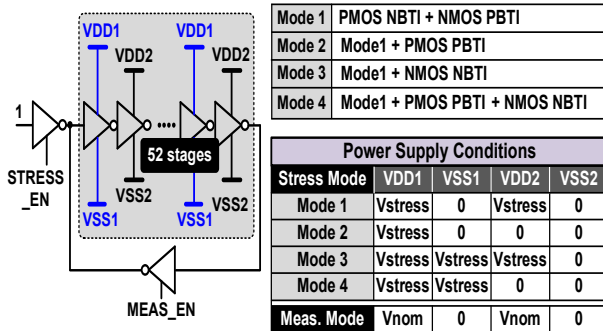 VDD1
VDD2
VDD1
VDD2
1
52 stages
STRESS
_EN
VSS2
VSS2
VSS1
VSS1
MEAS_EN
Mode 1 PMOS NBTI + NMOS PBTI
Mode 2 Mode1 + PMOS PBTI
Mode 3 Mode1 + NMOS NBTI
Mode 4 Mode1 + PMOS PBTI + NMOS NBTI
Power Supply Conditions
Stress Mode VDD1 VSS1 VDD2 VSS2
Mode 1 Vstress 0 Vstress 0
Mode 2 Vstress 0 0 0
Mode 3 Vstress Vstress Vstress 0
Mode 4 Vstress Vstress 0 0
Meas. Mode Vnom 0 Vnom 0